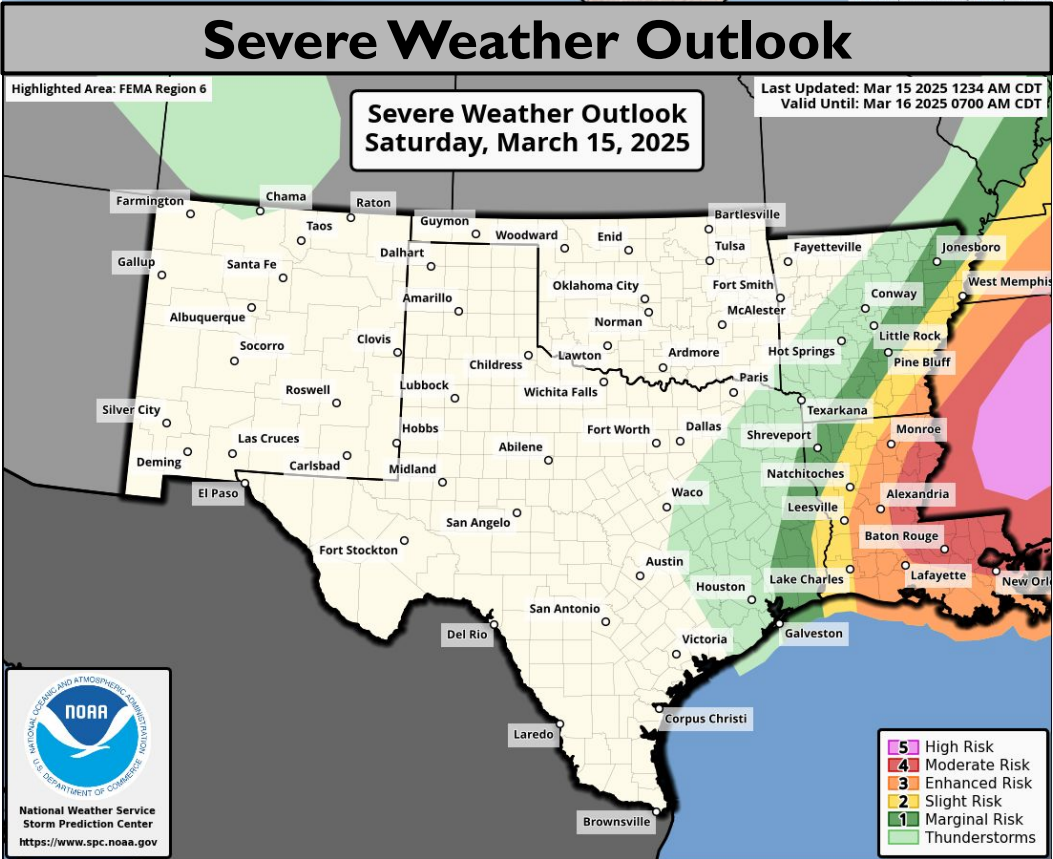 Severe Weather Outlook
Highlighted Area: FEMA Region 6
Last Updated: Mar 15 2025 1234 AM CDT
Valid Until: Mar 16 2025 0700 AM CDT
Severe Weather Outlook
Saturday, March 15, 2025
Farmington
Chama
Raton
Taos
Guymon
Woodward
Enid
Bartlesville
Tulsa
Fayetteville
Jonesboro
Gallup
Santa Fe
Dalhart
Oklahoma City
Fort Smith
West Memphis
Albuquerque
Amarillo
Norman
McAlester
Conway
Socorro
Clovis
Childress
Lawton
Ardmore
Hot Springs
Little Rock
Pine Bluff
Roswell
Lubbock
Wichita Falls
Paris
Silver City
Texarkana
Las Cruces
Hobbs
Abilene
Fort Worth
Dallas
Shreveport
Monroe
Deming
Carlsbad
Midland
Natchitoches
El Paso
Waco
Leesville
Alexandria
San Angelo
Fort Stockton
Baton Rouge
Austin
Houston
Lake Charles
Lafayette
New Orl
San Antonio
Del Rio
Victoria
Galveston
Corpus Christi
Laredo
Brownsville
NATIONAL OCEANIC AND ATMOSPHERIC ADMINISTRATION
NOAA
U.S. DEPARTMENT OF COMMERCE
National Weather Service
Storm Prediction Center
https://www.spc.noaa.gov
5 High Risk
4 Moderate Risk
3 Enhanced Risk
2 Slight Risk
1 Marginal Risk
Thunderstorms